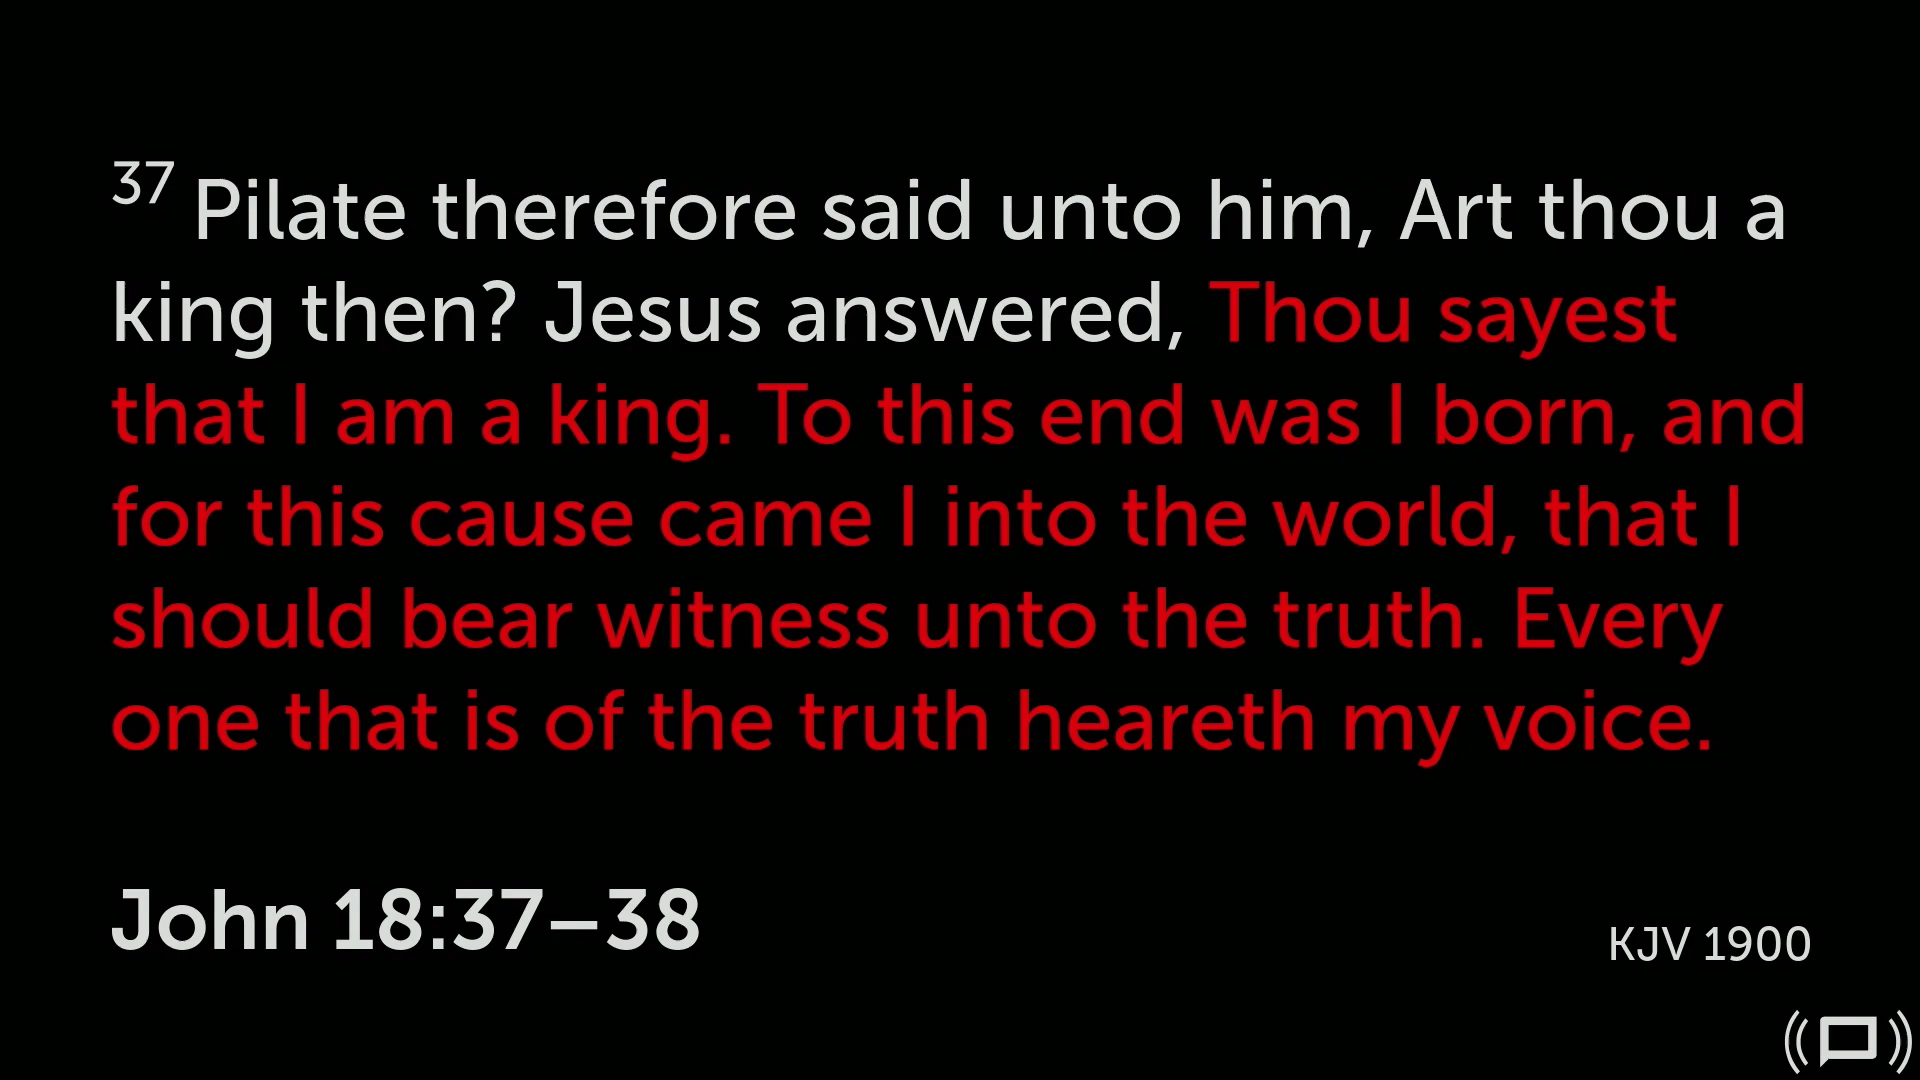 37 Pilate therefore said unto him, Art thou a
king then? Jesus answered, Thou sayest
that I am a king. To this end was I born, and
for this cause came I into the world, that I
should bear witness unto the truth. Every
one that is of the truth heareth my voice.
John 18:37–38
KJV 1900